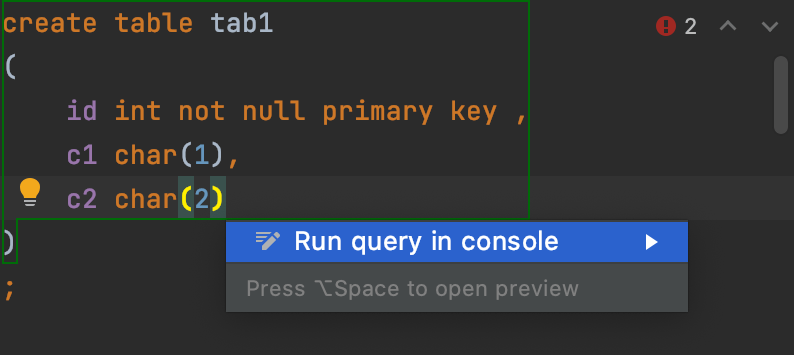 create table tab1
2
(
id int not null primary key ,
c1 char(1),
c2 char(2)
)
Run query in console
;
Press ⌥Space to open preview